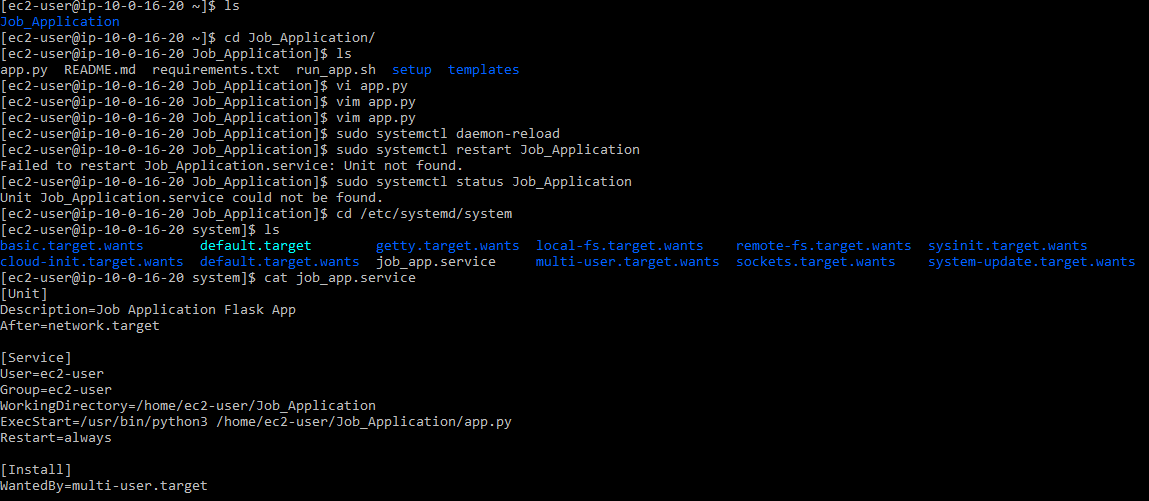 [ec2-user@ip-10-0-16-20 ~]$ ls
Job_Application
[ec2-user@ip-10-0-16-20 ~]$ cd Job_Application/
[ec2-user@ip-10-0-16-20 Job_Application]$ ls
app.py  README.md  requirements.txt  run_app.sh  setup  templates
[ec2-user@ip-10-0-16-20 Job_Application]$ vi app.py
[ec2-user@ip-10-0-16-20 Job_Application]$ vim app.py
[ec2-user@ip-10-0-16-20 Job_Application]$ vim app.py
[ec2-user@ip-10-0-16-20 Job_Application]$ sudo systemctl daemon-reload
[ec2-user@ip-10-0-16-20 Job_Application]$ sudo systemctl restart Job_Application
Failed to restart Job_Application.service: Unit not found.
[ec2-user@ip-10-0-16-20 Job_Application]$ sudo systemctl status Job_Application
Unit Job_Application.service could not be found.
[ec2-user@ip-10-0-16-20 Job_Application]$ cd /etc/systemd/system
[ec2-user@ip-10-0-16-20 system]$ ls
basic.target.wants       default.target        getty.target.wants  local-fs.target.wants    remote-fs.target.wants  sysinit.target.wants
cloud-init.target.wants  default.target.wants  job_app.service     multi-user.target.wants  sockets.target.wants    system-update.target.wants
[ec2-user@ip-10-0-16-20 system]$ cat job_app.service
[Unit]
Description=Job Application Flask App
After=network.target

[Service]
User=ec2-user
Group=ec2-user
WorkingDirectory=/home/ec2-user/Job_Application
ExecStart=/usr/bin/python3 /home/ec2-user/Job_Application/app.py
Restart=always

[Install]
WantedBy=multi-user.target